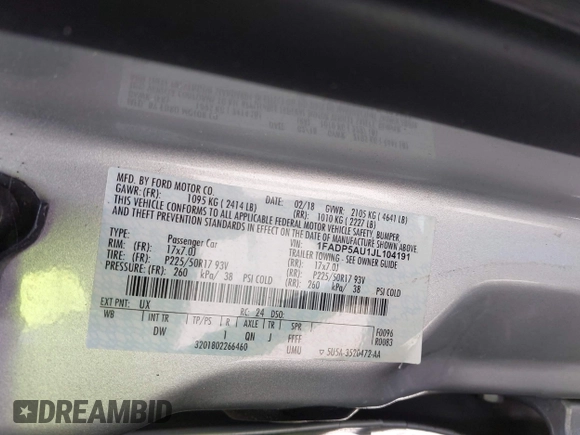 MFD. BY FORD MOTOR CO.
DATE: 02/18 GVWR: 2105 KG ( 4641 LB)
GAWR: (FR): 1095 KG ( 2414 LB) (RR): 1010 KG ( 2227 LB)
THIS VEHICLE CONFORMS TO ALL APPLICABLE FEDERAL MOTOR VEHICLE SAFETY, BUMPER,
AND THEFT PREVENTION STANDARDS IN EFFECT ON THE DATE OF MANUFACTURE SHOWN ABOVE.
VIN: 1FADP5AU1JL104191
TYPE: Passenger Car TRAILER TOWING - SEE OWNER GUIDE
RIM: (FR): 17x7.0J (RR): 17x7.0J
TIRE: (FR): P225/50R17 93V (RR): P225/50R17 93V
PRESSURE: (FR): 260 kPa/ 38 PSI COLD (RR): 260 kPa/ 38 PSI COLD
EXT PNT: UX RC: 24 DSO:
WB INT TR TP/PS R AXLE TR SPR F0096
DW I QN J FFFF R0083
3201802266460 UMU 5U5A-3520472-AA
DREAMBID